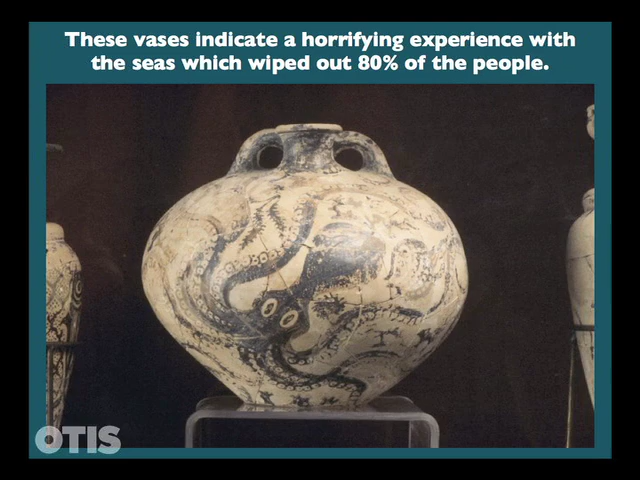 These vases indicate a horrifying experience with
the seas which wiped out 80% of the people.
OTIS